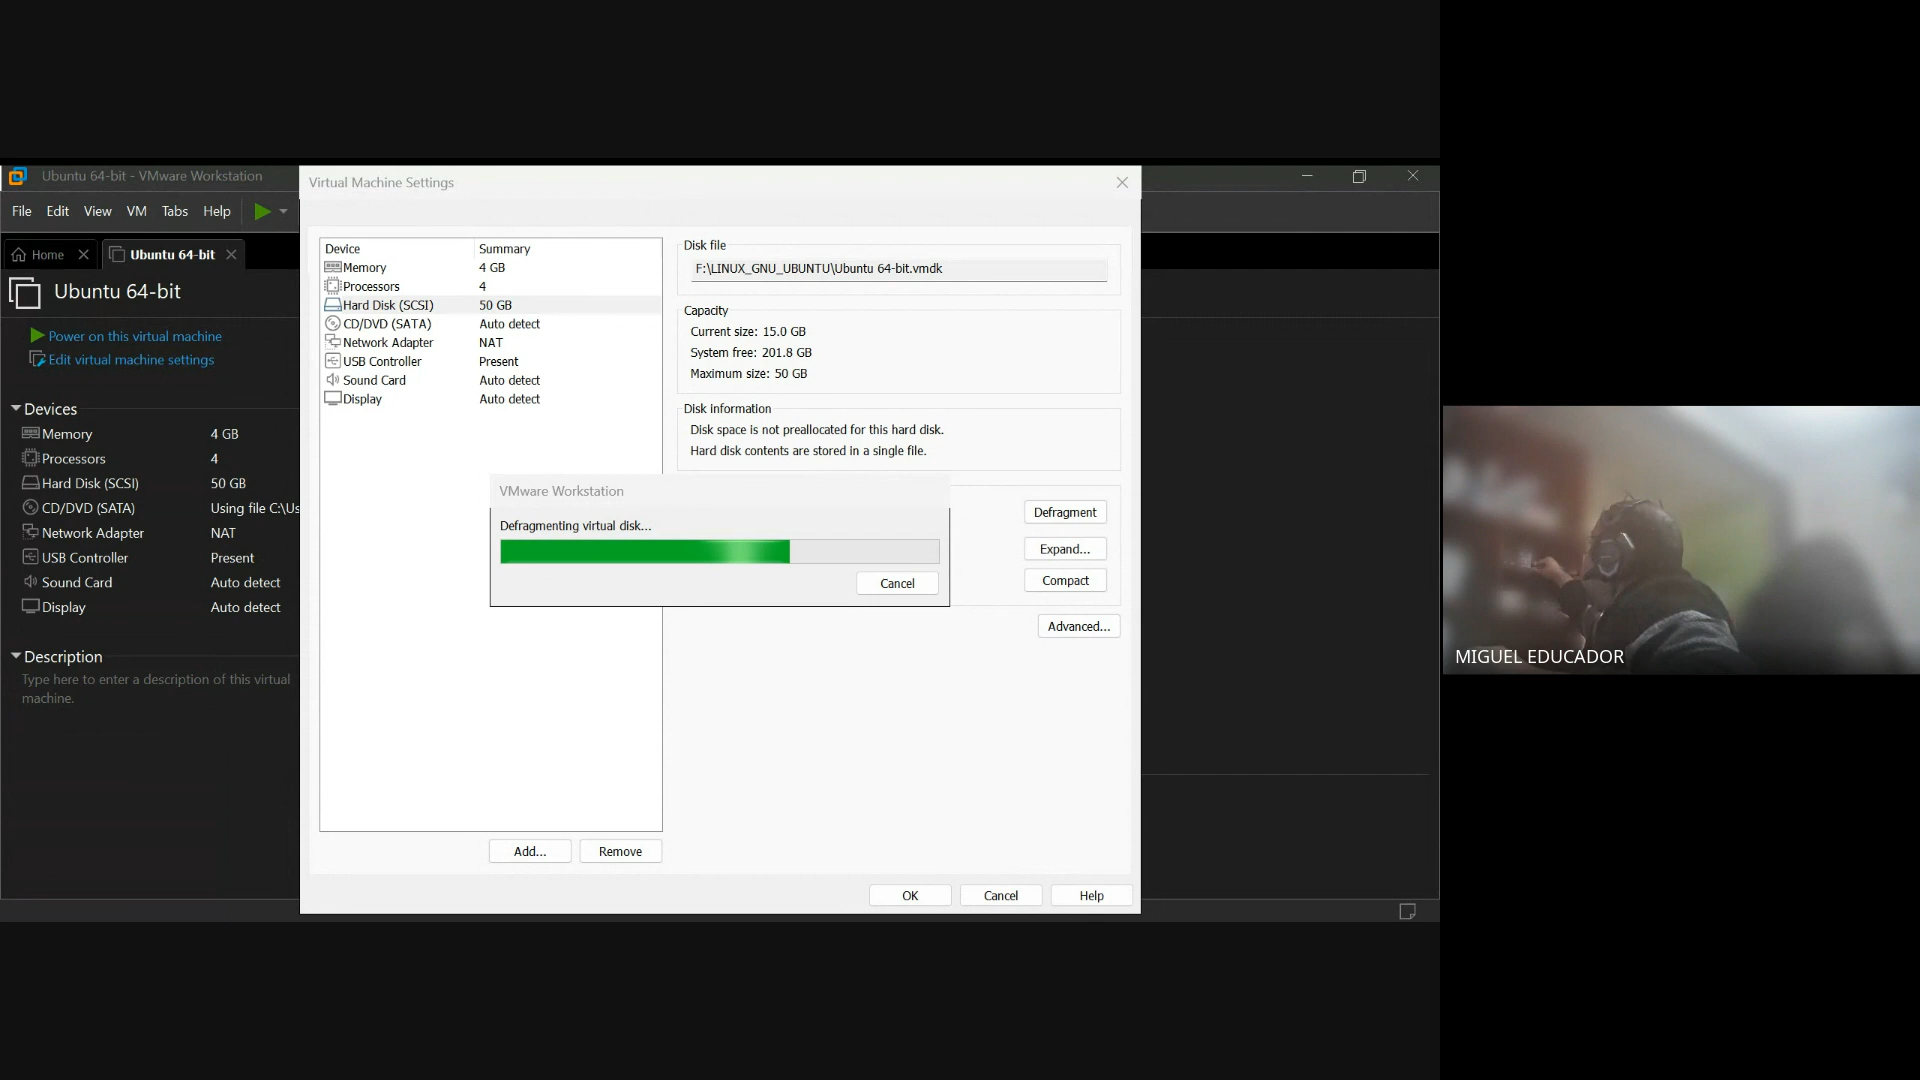 Ubuntu 64-bit - VMware Workstation
File Edit View VM Tabs Help
Home
Ubuntu 64-bit
Ubuntu 64-bit
Power on this virtual machine
Edit virtual machine settings
Devices
Memory 4 GB
Processors 4
Hard Disk (SCSI) 50 GB
CD/DVD (SATA) Using file C:\Us
Network Adapter NAT
USB Controller Present
Sound Card Auto detect
Display Auto detect
Description
Type here to enter a description of this virtual
machine.
Virtual Machine Settings
Device Summary
Memory 4 GB
Processors 4
Hard Disk (SCSI) 50 GB
CD/DVD (SATA) Auto detect
Network Adapter NAT
USB Controller Present
Sound Card Auto detect
Display Auto detect
Add...
Remove
Disk file
F:\LINUX_GNU_UBUNTU\Ubuntu 64-bit.vmdk
Capacity
Current size: 15.0 GB
System free: 201.8 GB
Maximum size: 50 GB
Disk information
Disk space is not preallocated for this hard disk.
Hard disk contents are stored in a single file.
Defragment
Expand...
Compact
Advanced...
VMware Workstation
Defragmenting virtual disk...
Cancel
OK
Cancel
Help
MIGUEL EDUCADOR